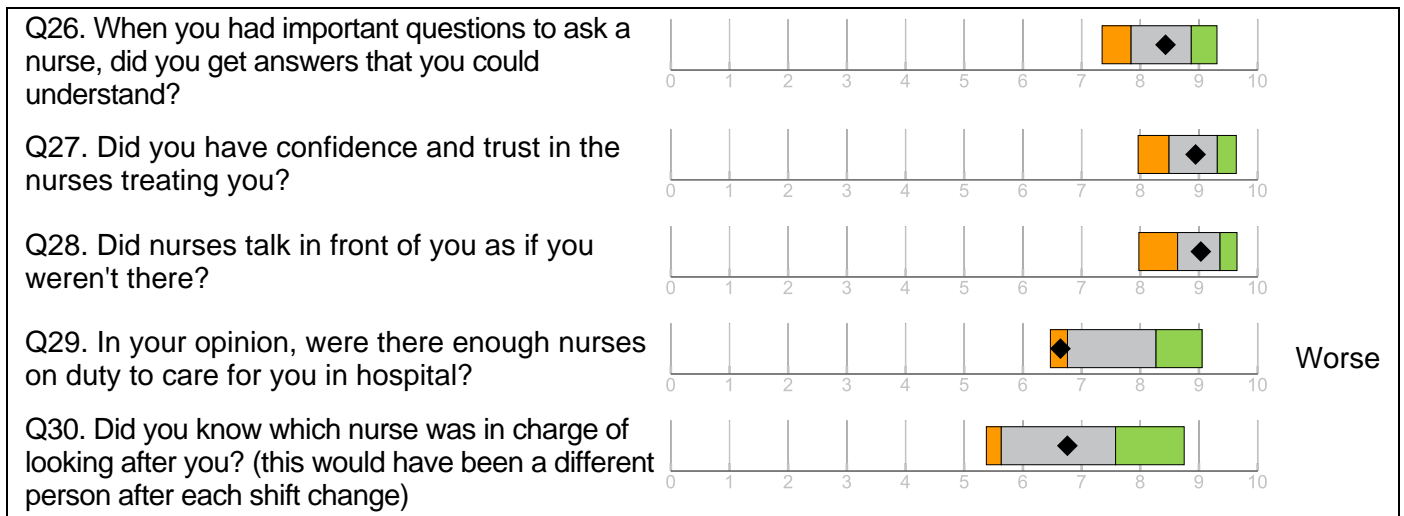 Q26. When you had important questions to ask a
nurse, did you get answers that you could
understand?
0 1 2 3 4 5 6 7 8 9 10
Q27. Did you have confidence and trust in the
nurses treating you?
0 1 2 3 4 5 6 7 8 9 10
Q28. Did nurses talk in front of you as if you
weren't there?
0 1 2 3 4 5 6 7 8 9 10
Q29. In your opinion, were there enough nurses
on duty to care for you in hospital?
Worse
0 1 2 3 4 5 6 7 8 9 10
Q30. Did you know which nurse was in charge of
looking after you? (this would have been a different
person after each shift change)
0 1 2 3 4 5 6 7 8 9 10